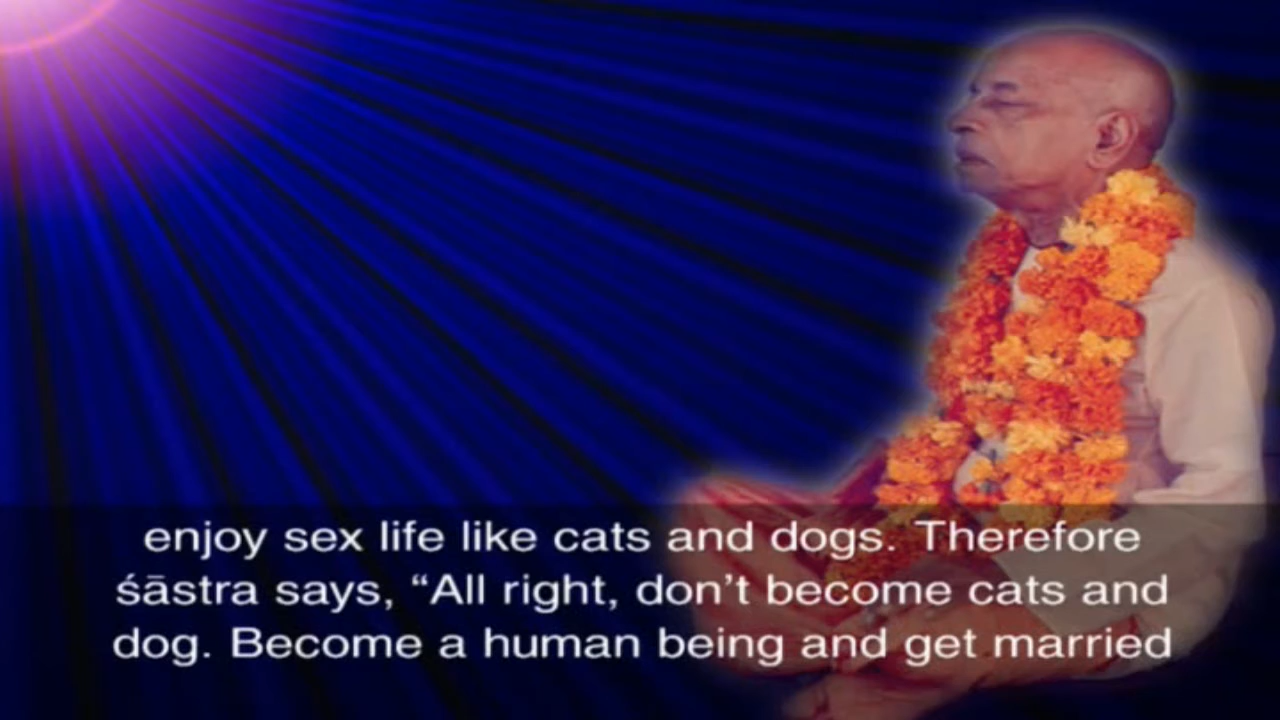 enjoy sex life like cats and dogs. Therefore
śāstra says, “All right, don’t become cats and
dog. Become a human being and get married